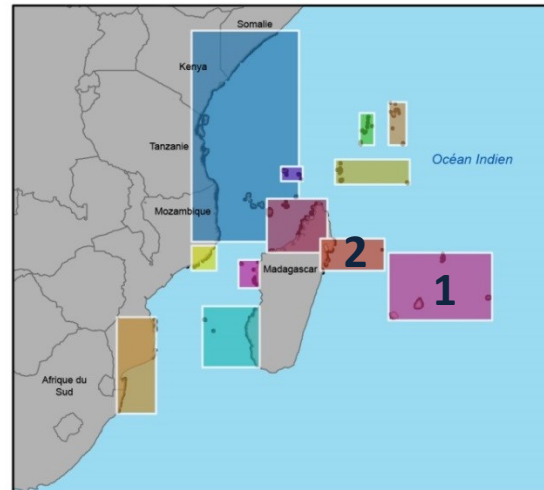 Somalie
Kenya
Tanzanie
Océan Indien
Mozambique
2
Madagascar
1
Afrique du
Sud